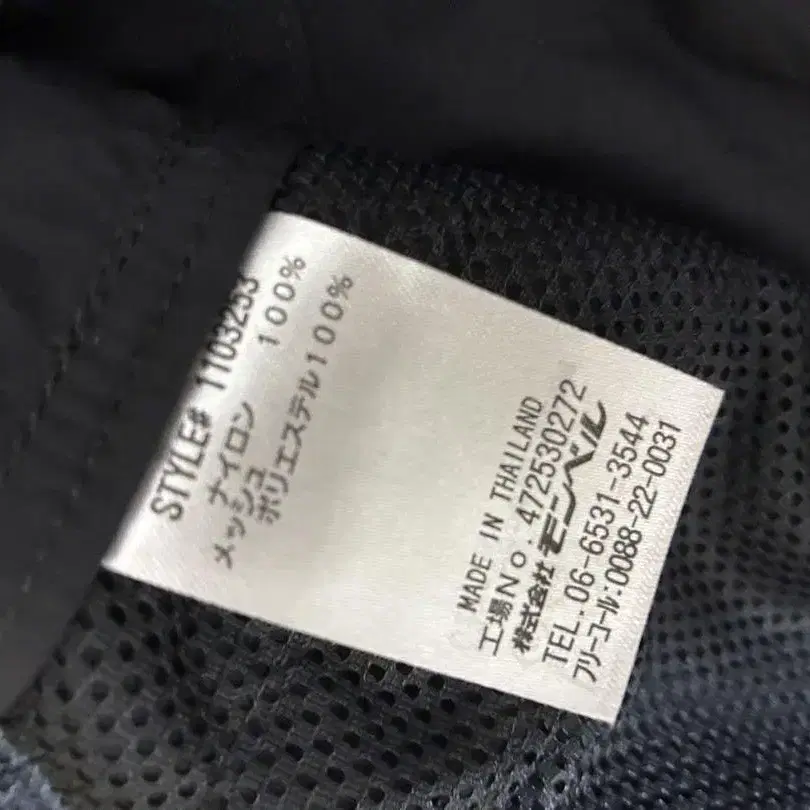 STYLE# 1103253
ナイロン 100%
メッシュ
ポリエステル100%
MADE IN THAILAND
工場No. 472530272
株式会社モンベル
TEL.06-6531-3544
フリーコール:0088-22-0031